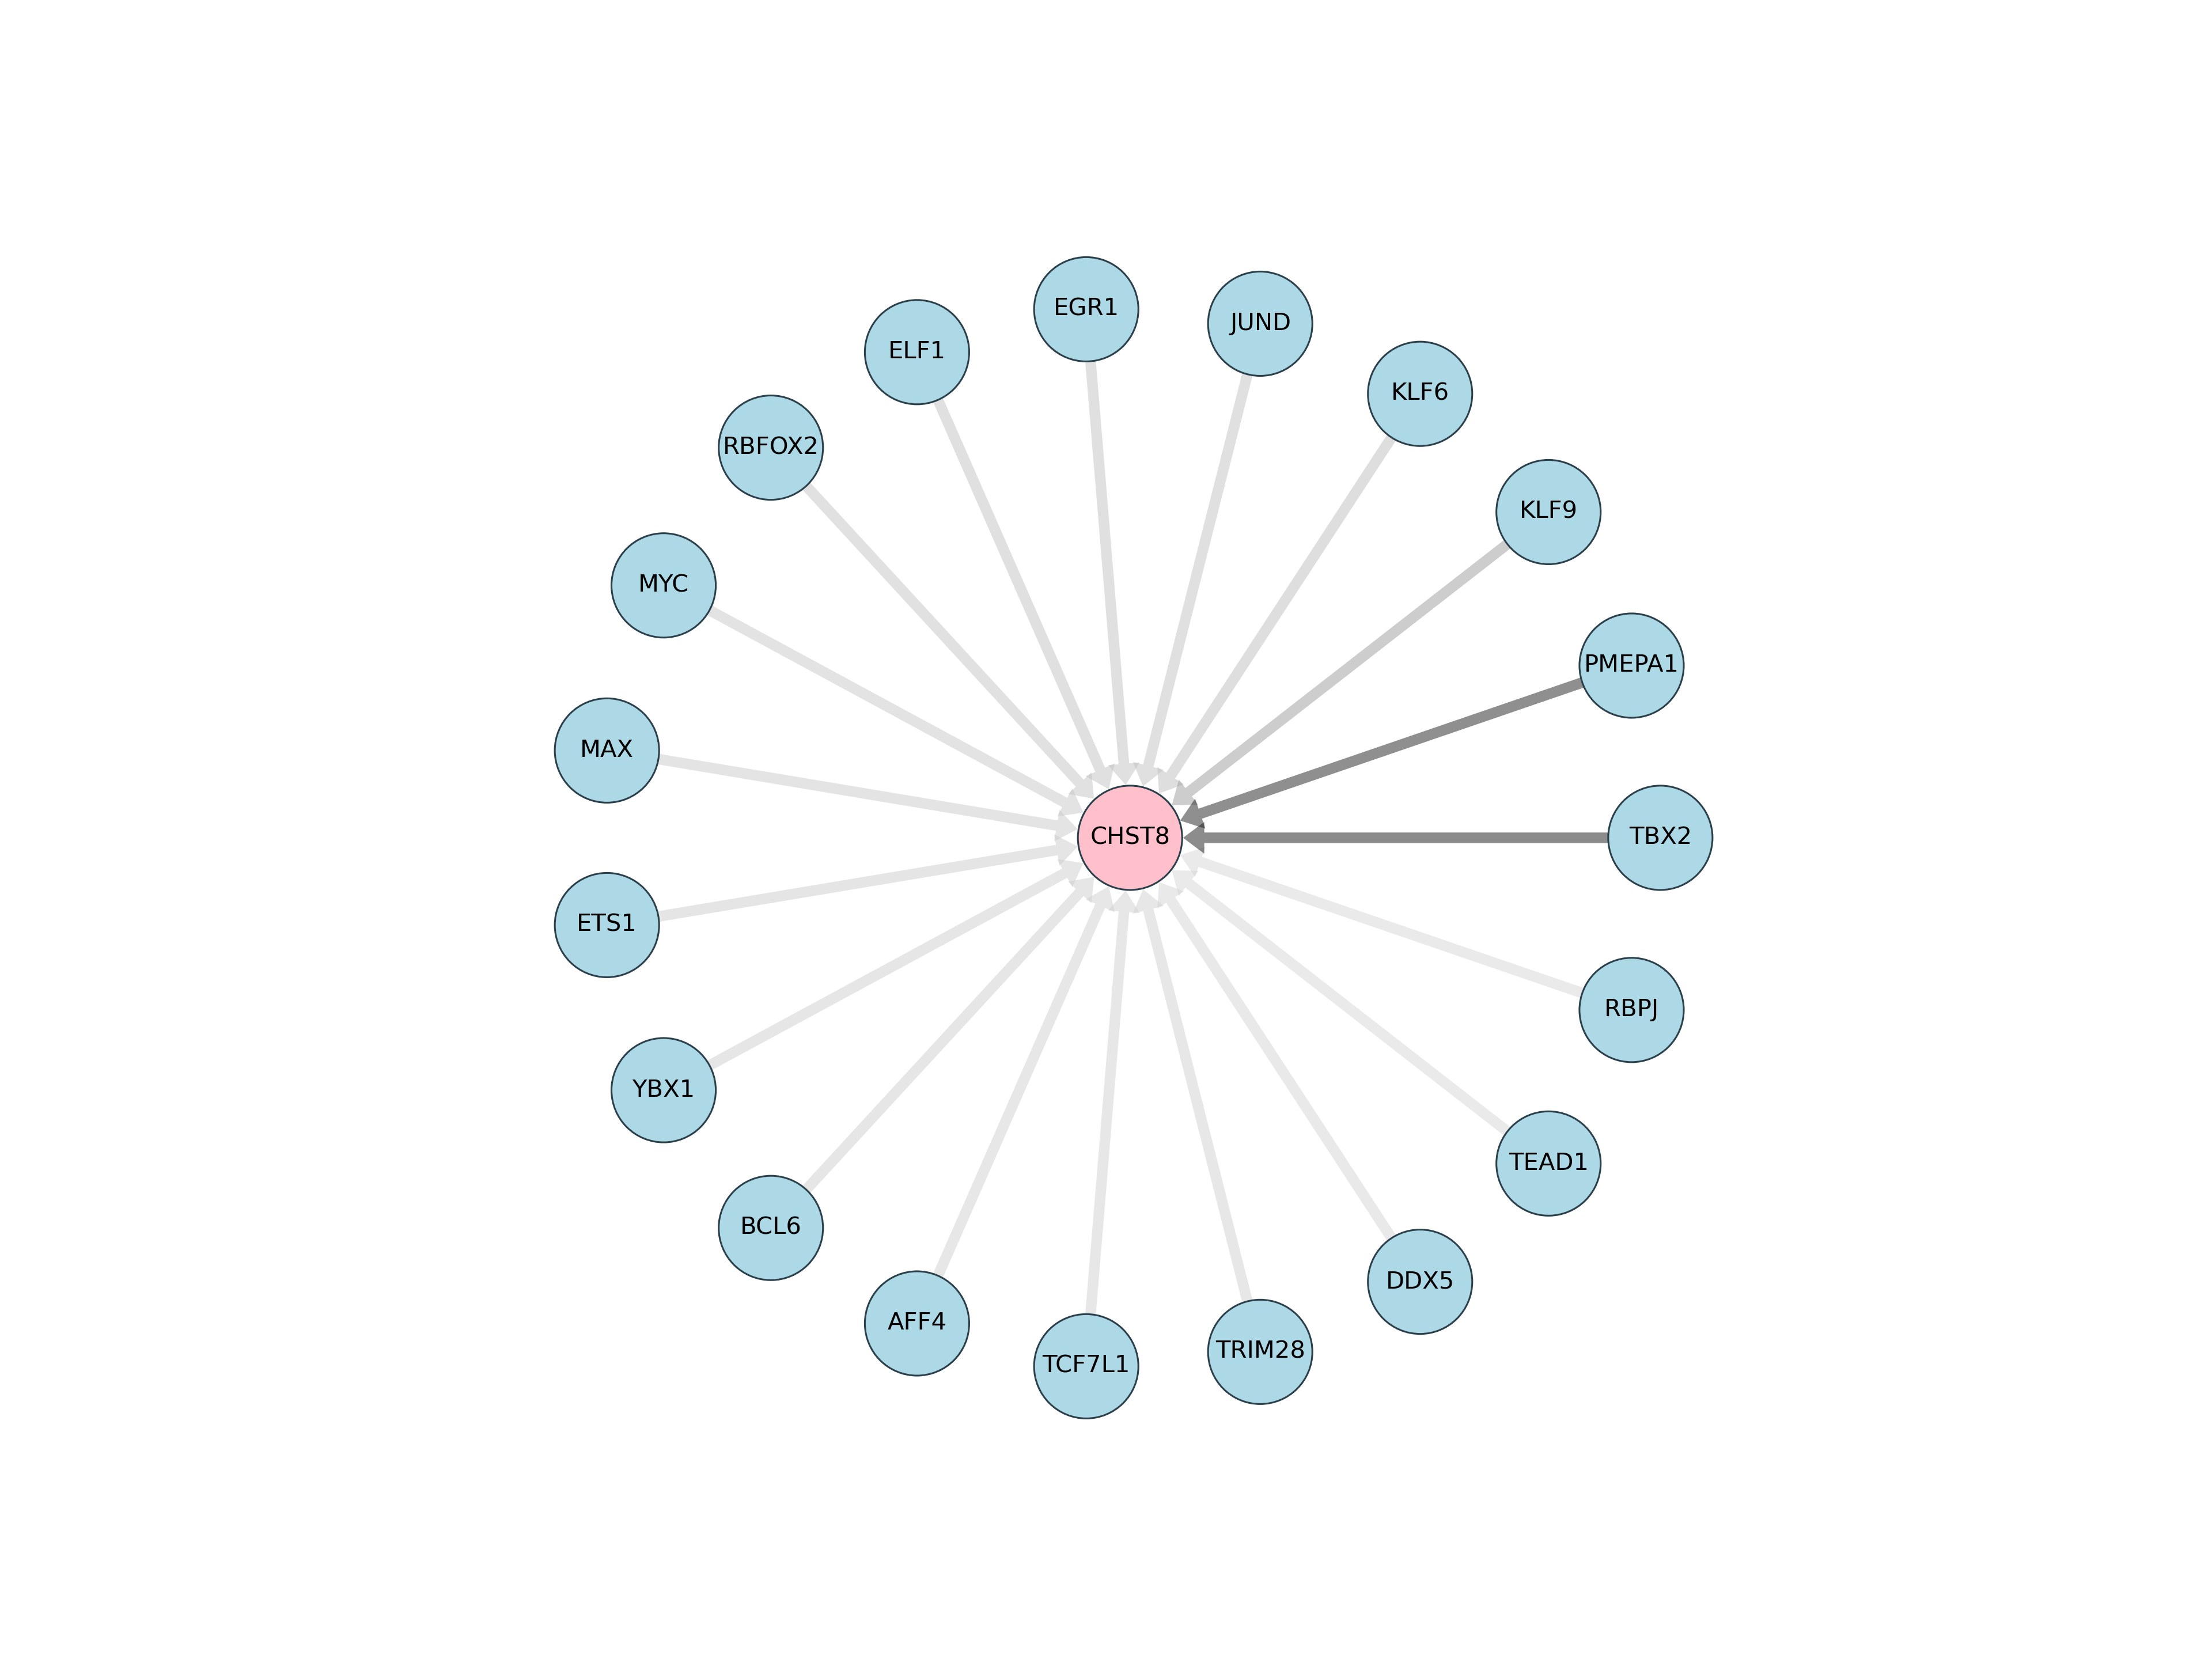 EGR1
JUND
ELF1
KLF6
RBFOX2
KLF9
MYC
PMEPA1
MAX
CHST8
TBX2
ETS1
RBPJ
YBX1
TEAD1
BCL6
DDX5
AFF4
TRIM28
TCF7L1